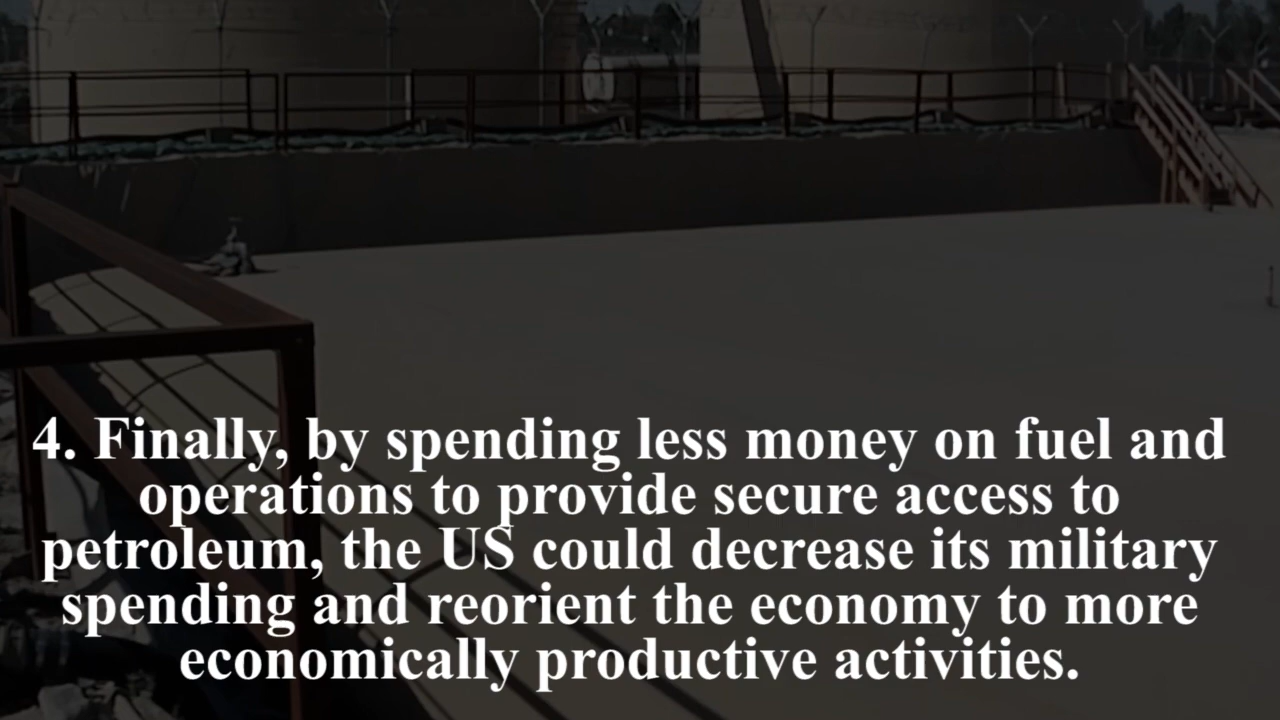 4. Finally, by spending less money on fuel and
operations to provide secure access to
petroleum, the US could decrease its military
spending and reorient the economy to more
economically productive activities.